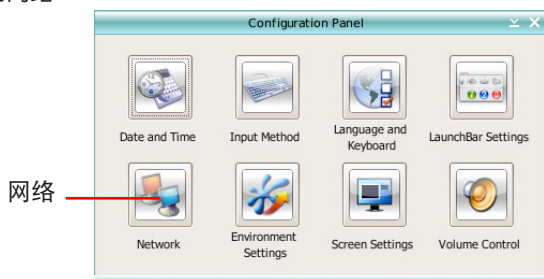 Configuration Panel
Date and Time
Input Method
Language and
Keyboard
LaunchBar Settings
网络
Network
Environment
Settings
Screen Settings
Volume Control